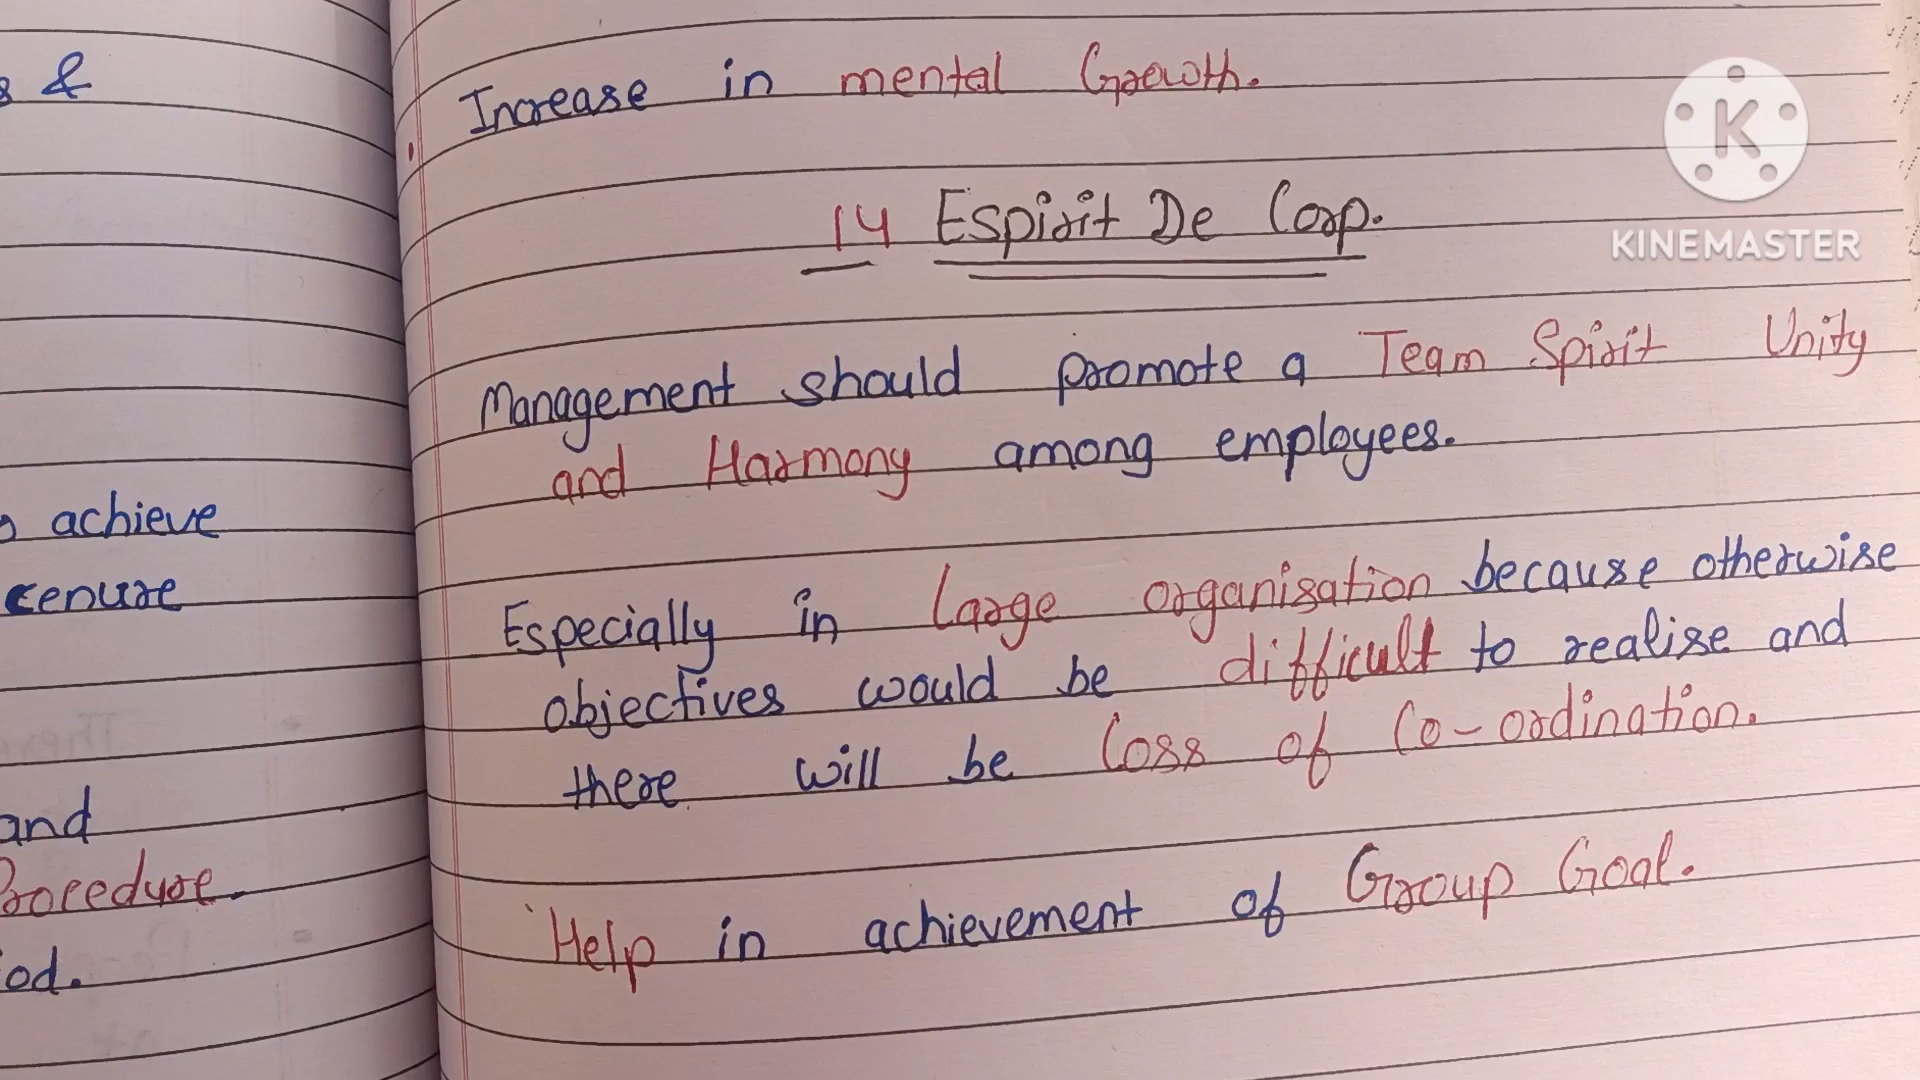 & 
achieve
cenure
and
Procedure.
od.
Increase in mental Growth.
14 Espirit De Corp.
Management should promote a Team Spirit Unity
and Harmony among employees.
Especially in Large organisation because otherwise
objectives would be difficult to realise and
there will be Loss of Co-ordination.
Help in achievement of Group Goal.
KINEMASTER